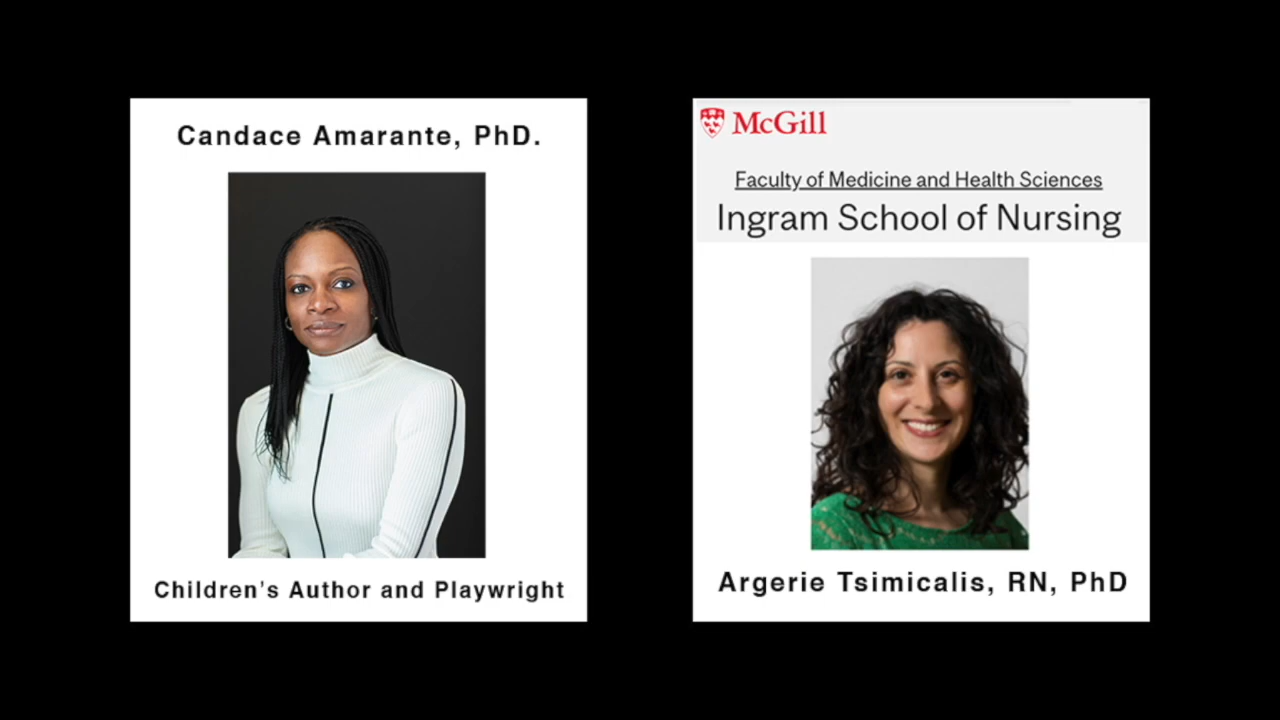 Candace Amarante, PhD.
Children's Author and Playwright
McGill
Faculty of Medicine and Health Sciences
Ingram School of Nursing
Argerie Tsimicalis, RN, PhD